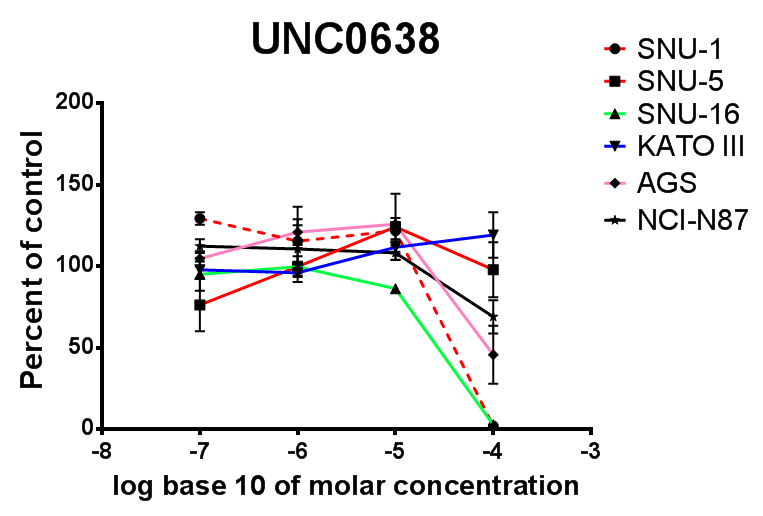 UNC0638
SNU-1
SNU-5
SNU-16
KATO III
AGS
NCI-N87
Percent of control
200
150
100
50
0
-8 -7 -6 -5 -4 -3
log base 10 of molar concentration